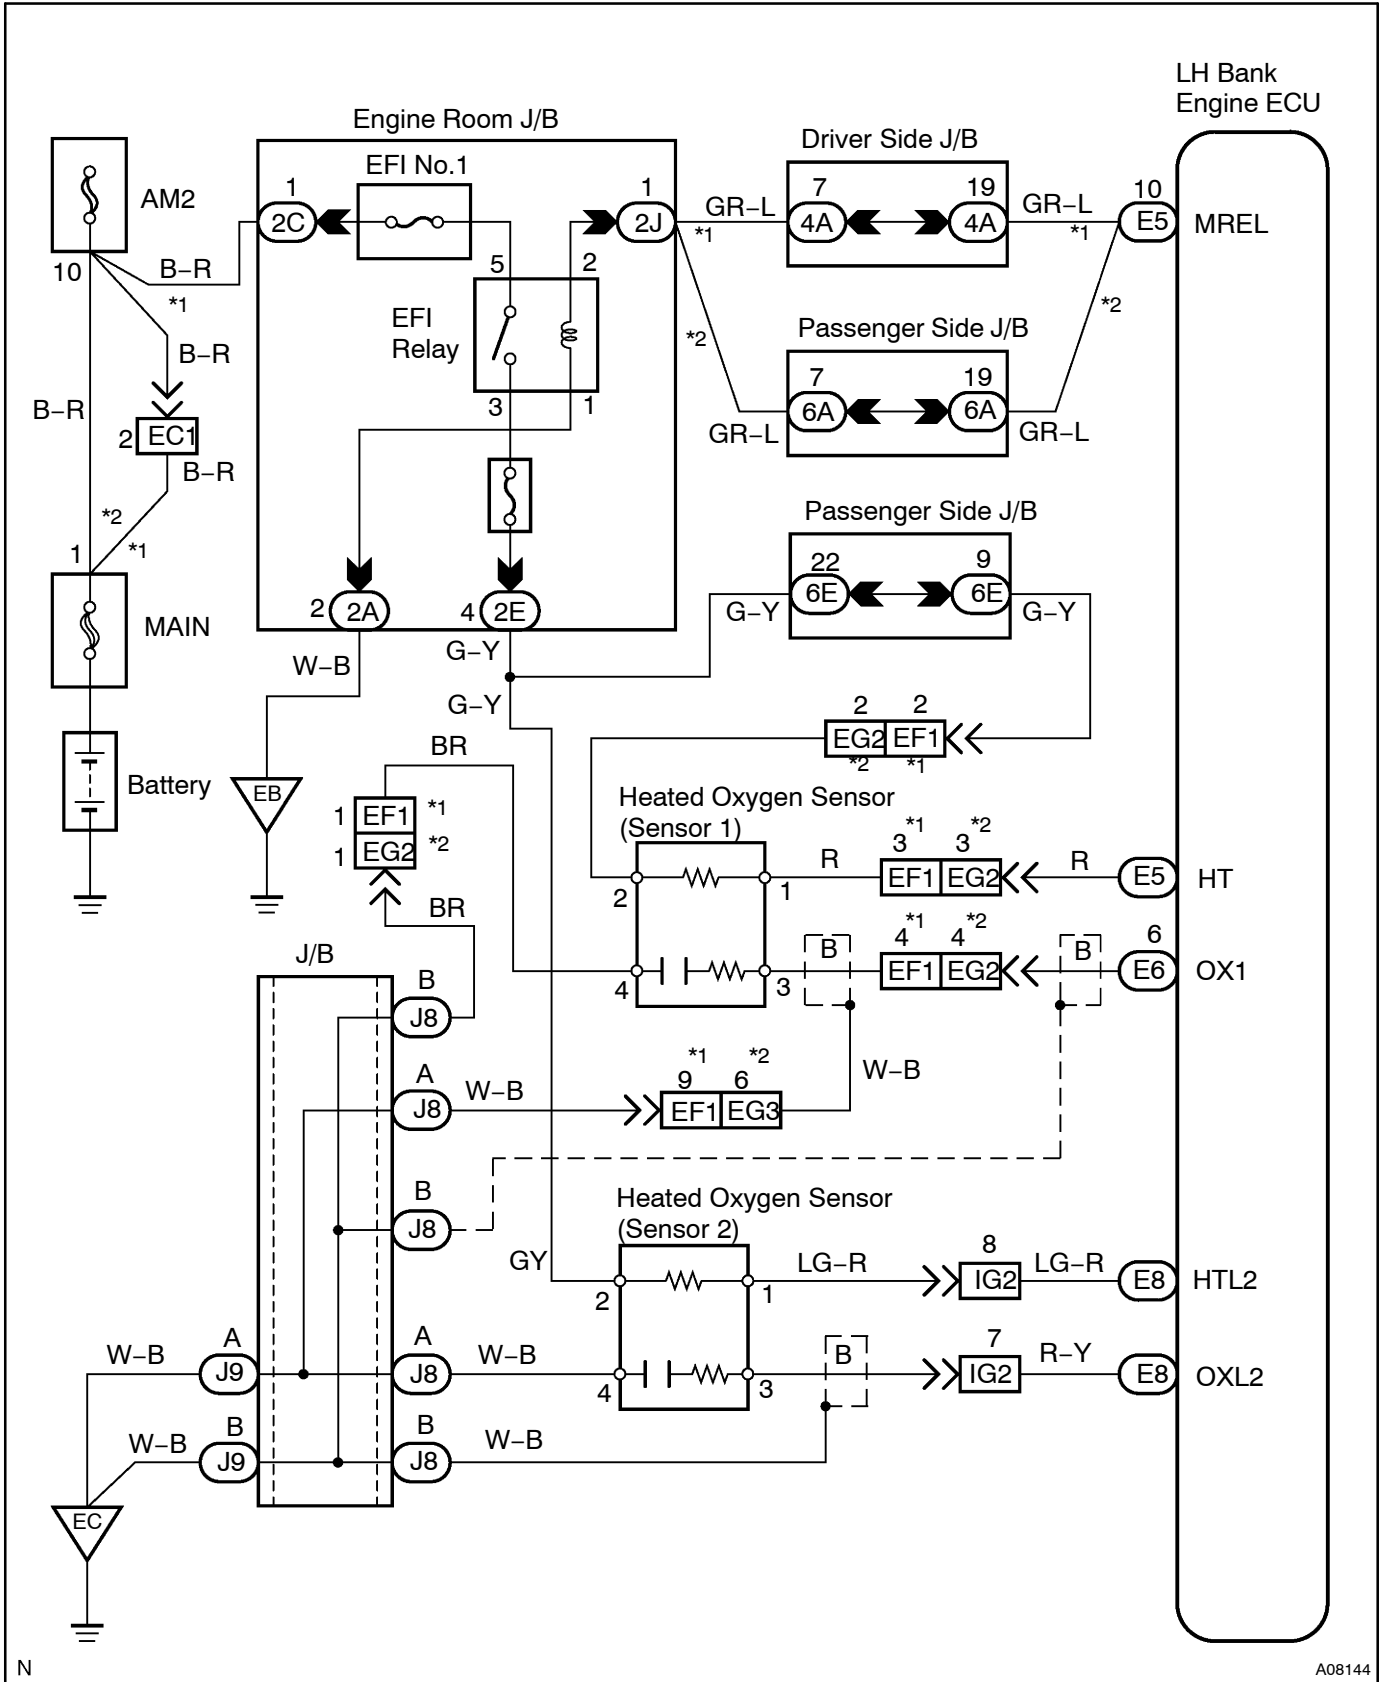 LH Bank
Engine ECU
Engine Room J/B
Driver Side J/B
EFI No.1
AM2
1
2C
1
2J
GR−L
*1
7
4A
19
4A
GR−L
*1
10
E5
MREL
10
B−R
*1
5
2
EFI
Relay
*2
*2
Passenger Side J/B
B−R
B−R
3
1
7
6A
19
6A
GR−L
GR−L
2
EC1
B−R
*2
*1
1
Passenger Side J/B
22
6E
9
6E
MAIN
2
2A
4
2E
G−Y
G−Y
G−Y
W−B
G−Y
2
2
EG2
EF1
*2
*1
BR
Battery
EB
1
EF1
*1
1
EG2
*2
Heated Oxygen Sensor
(Sensor 1)
*1
*2
3
3
R
EF1
EG2
R
E5
HT
2
1
BR
*1
*2
4
4
B
EF1
EG2
B
6
E6
OX1
4
3
J/B
B
J8
*1
*2
9
6
W−B
A
J8
W−B
EF1
EG3
B
J8
Heated Oxygen Sensor
(Sensor 2)
GY
LG−R
8
IG2
LG−R
E8
HTL2
2
1
W−B
A
J9
A
J8
W−B
B
7
IG2
R−Y
E8
OXL2
4
3
W−B
B
J9
B
J8
W−B
EC
N
A08144